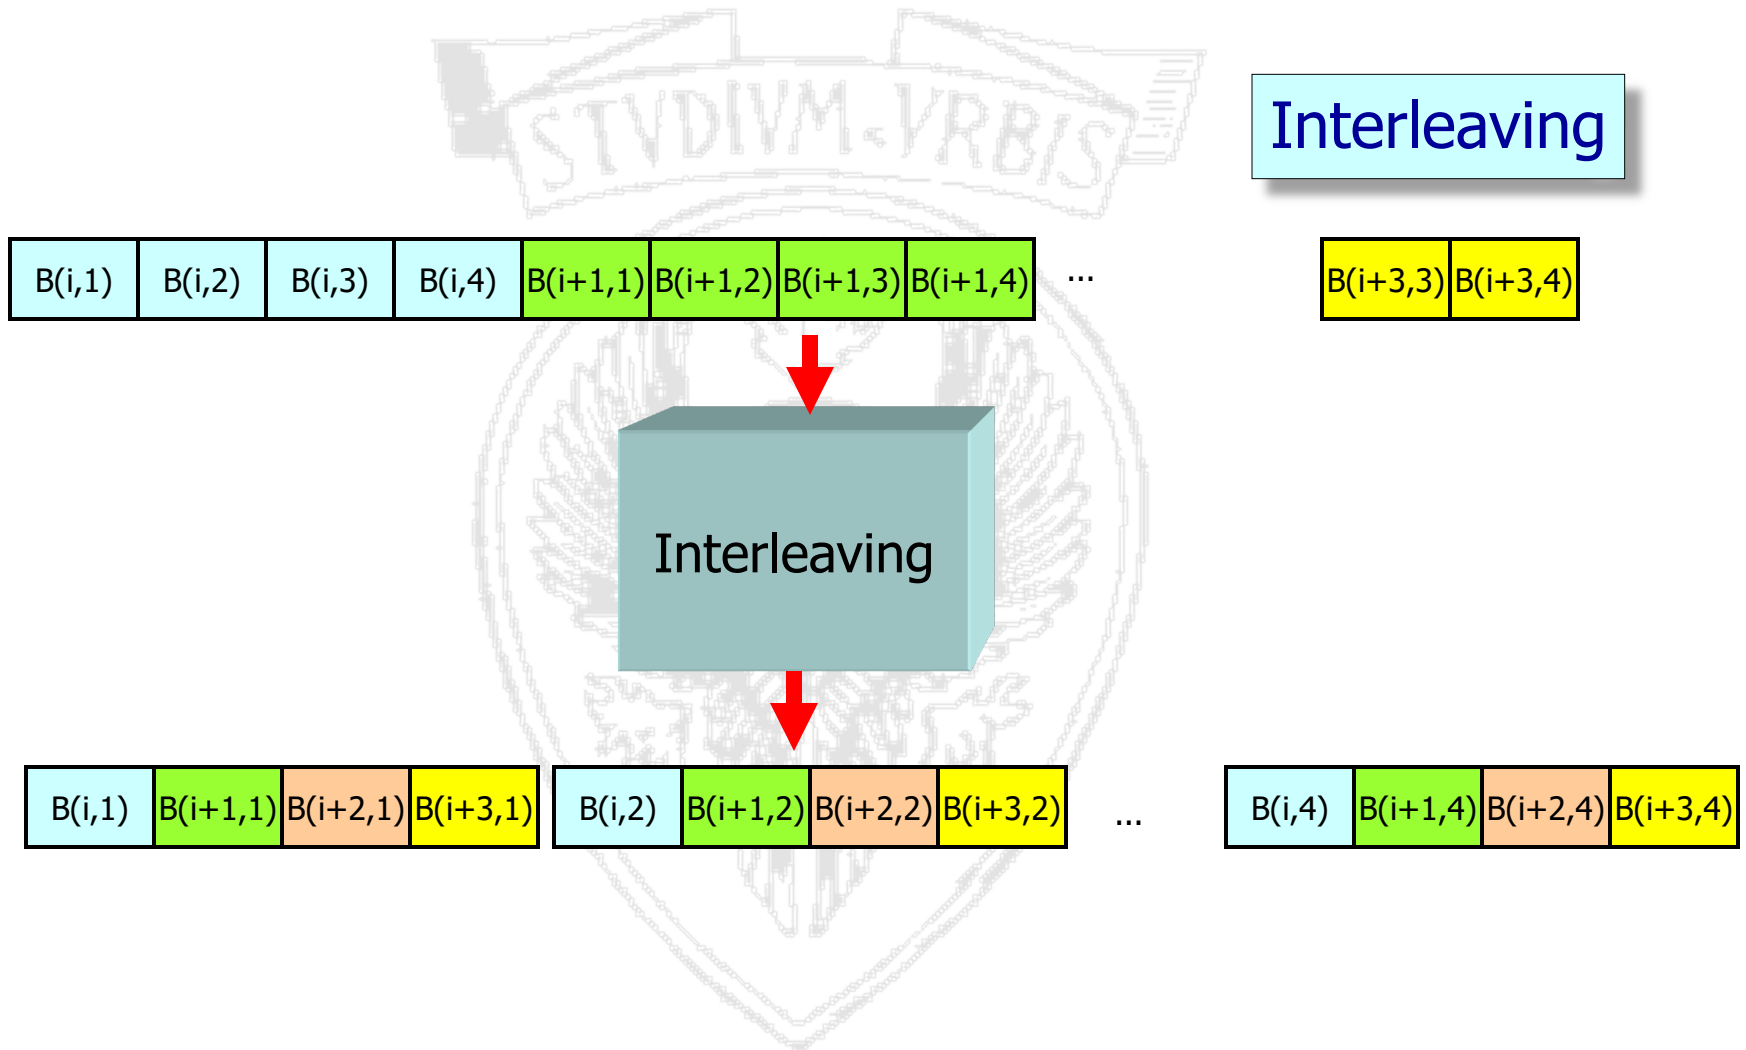 STVDIVM VRBIS
Interleaving
B(i,1) B(i,2) B(i,3) B(i,4) B(i+1,1) B(i+1,2) B(i+1,3) B(i+1,4) ... B(i+3,3) B(i+3,4)
Interleaving
B(i,1) B(i+1,1) B(i+2,1) B(i+3,1) B(i,2) B(i+1,2) B(i+2,2) B(i+3,2) ... B(i,4) B(i+1,4) B(i+2,4) B(i+3,4)